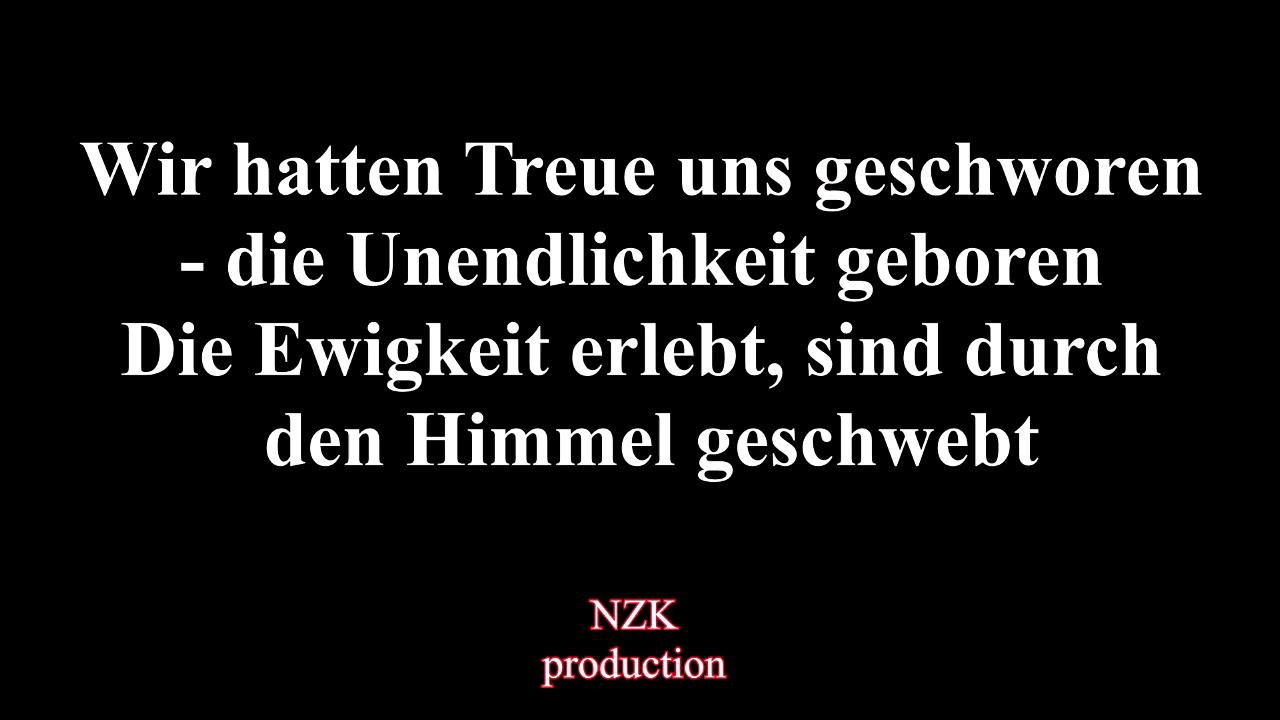 Wir hatten Treue uns geschworen
- die Unendlichkeit geboren
Die Ewigkeit erlebt, sind durch
den Himmel geschwebt
NZK
production